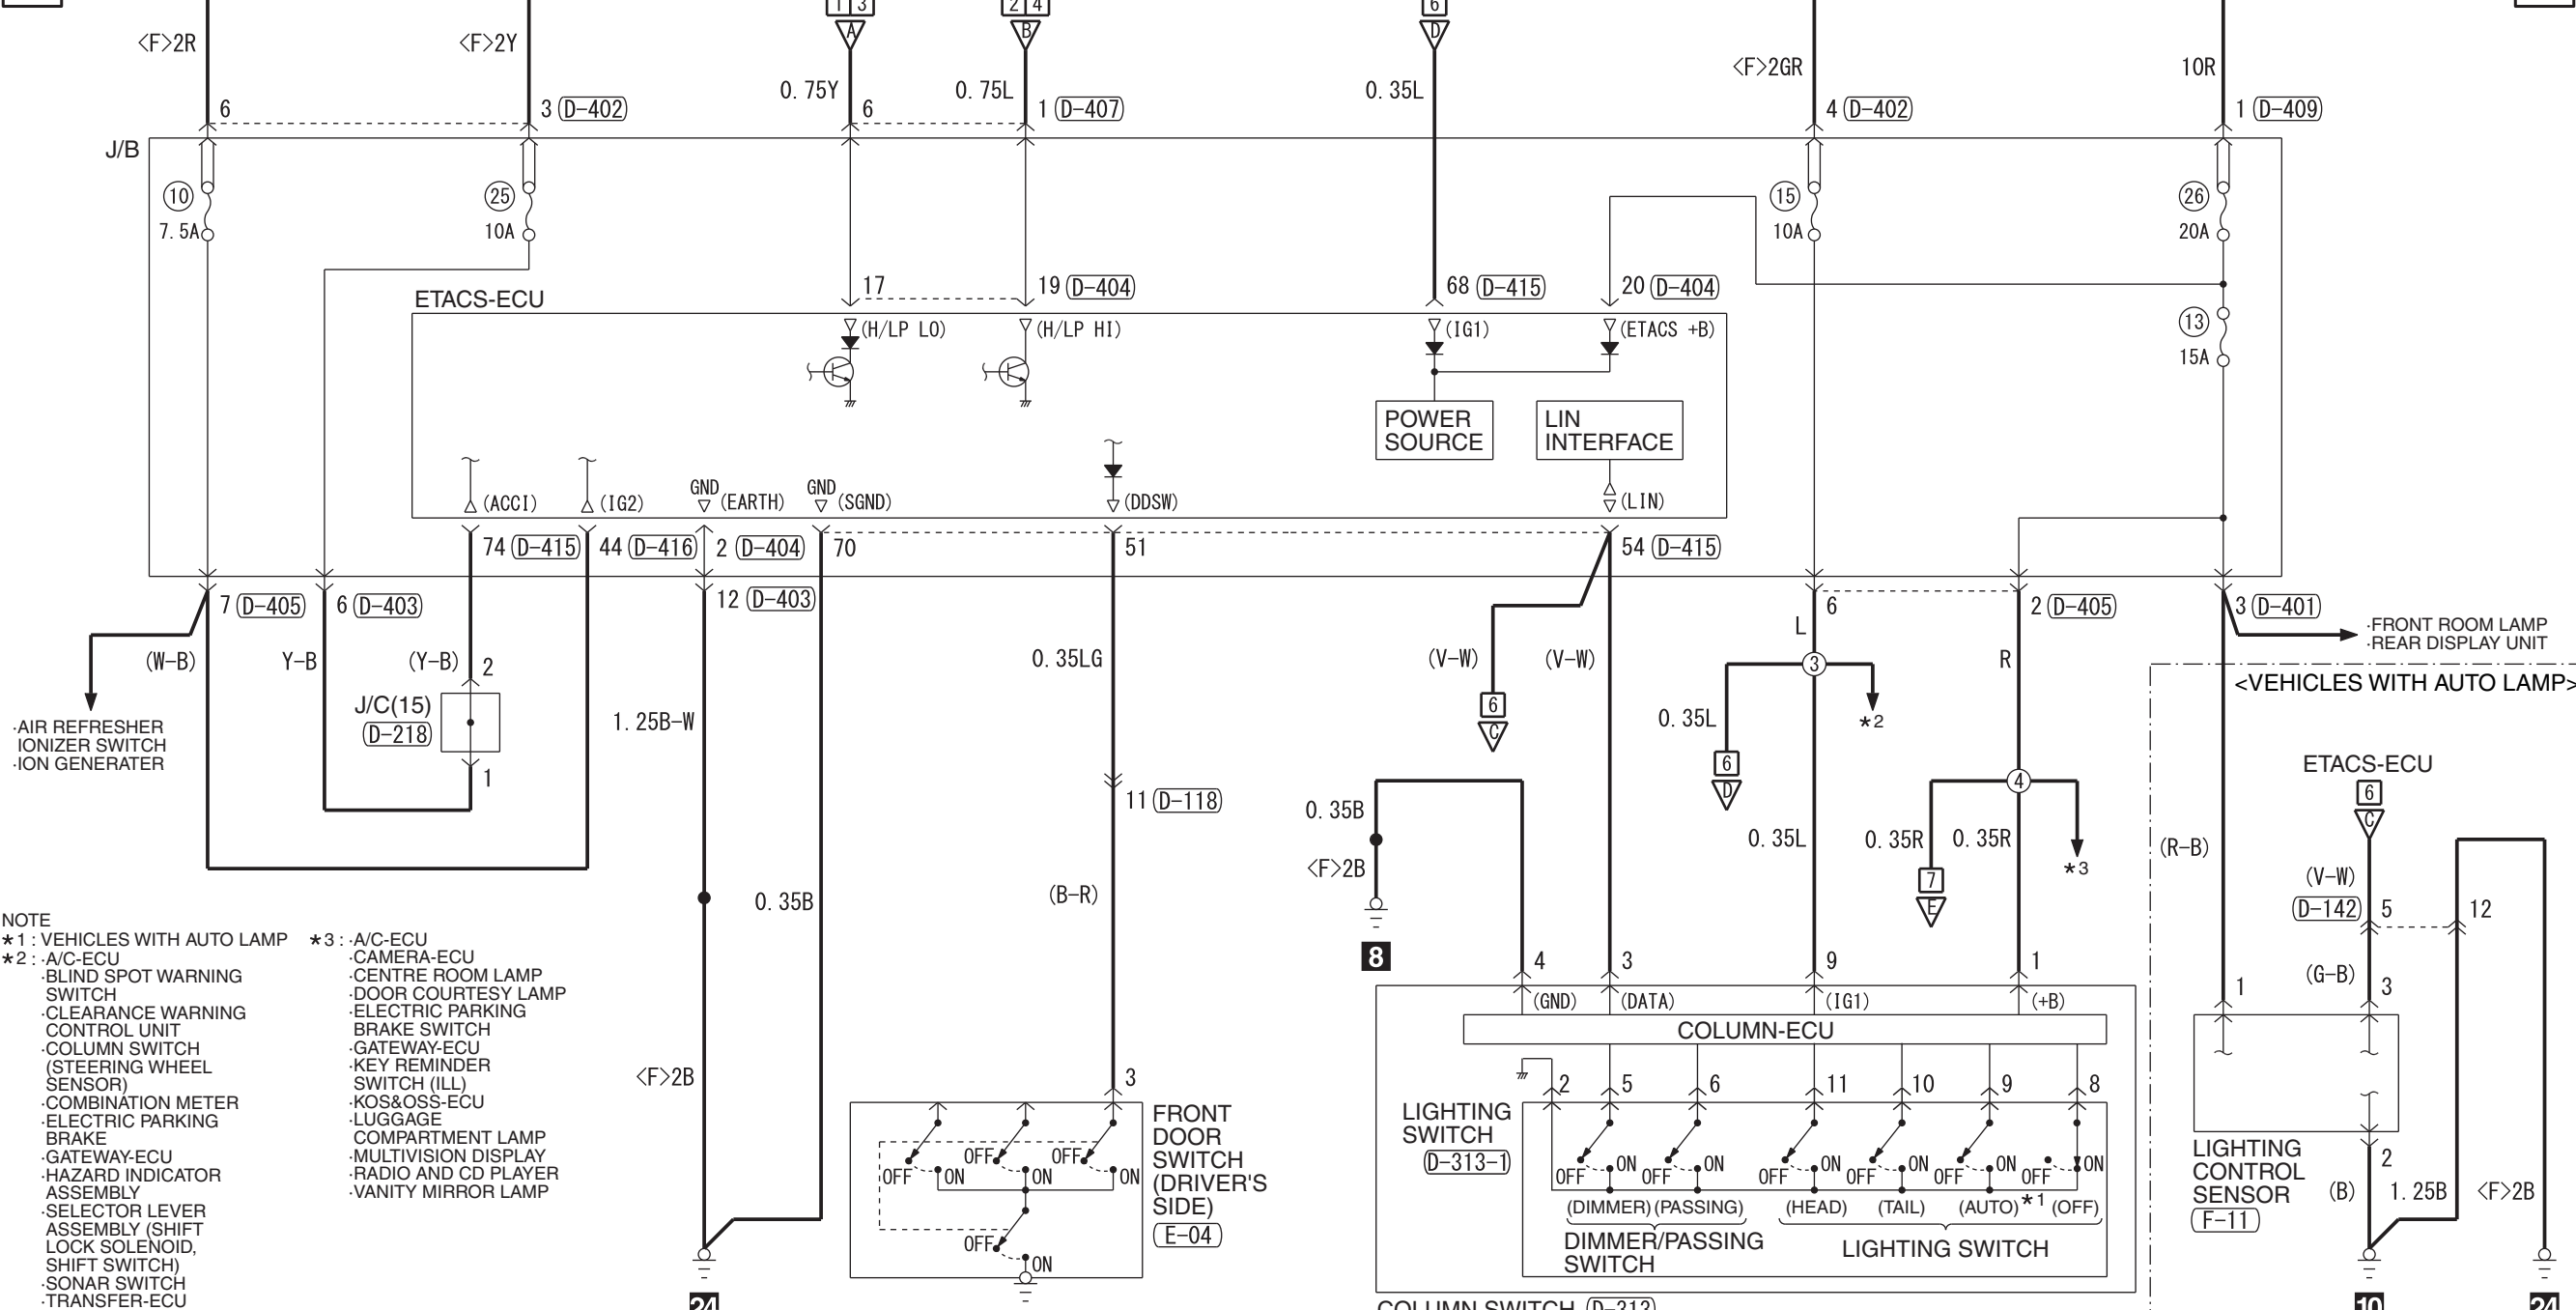 1 3
2 4
6
A
B
D
<F>2R
<F>2Y
0.75Y
0.75L
0.35L
<F>2GR
10R
6
3 (D-402)
6
1 (D-407)
4 (D-402)
1 (D-409)
J/B
10
7.5A
25
10A
15
10A
26
20A
17
19 (D-404)
68 (D-415)
20 (D-404)
13
15A
ETACS-ECU
(H/LP LO)
(H/LP HI)
(IG1)
(ETACS +B)
POWER
SOURCE
LIN
INTERFACE
(ACCI)
(IG2)
GND
(EARTH)
GND
(SGND)
(DDSW)
(LIN)
74 (D-415)
44 (D-416)
2 (D-404)
70
51
54 (D-415)
7 (D-405)
6 (D-403)
12 (D-403)
6
2 (D-405)
3 (D-401)
·FRONT ROOM LAMP
·REAR DISPLAY UNIT
(W-B)
Y-B
(Y-B)
2
0.35LG
(V-W)
(V-W)
L
3
R
<VEHICLES WITH AUTO LAMP>
·AIR REFRESHER
IONIZER SWITCH
·ION GENERATER
J/C(15)
(D-218)
1
1.25B-W
6
C
0.35L
*2
6
D
4
11 (D-118)
0.35B
<F>2B
8
0.35L
0.35R
0.35R
7
E
*3
(R-B)
ETACS-ECU
6
C
(V-W)
(D-142)
5
12
(G-B)
3
0.35B
(B-R)
<F>2B
24
NOTE
*1 : VEHICLES WITH AUTO LAMP
*2 : ·A/C-ECU
·BLIND SPOT WARNING
SWITCH
·CLEARANCE WARNING
CONTROL UNIT
·COLUMN SWITCH
(STEERING WHEEL
SENSOR)
·COMBINATION METER
·ELECTRIC PARKING
BRAKE
·GATEWAY-ECU
·HAZARD INDICATOR
ASSEMBLY
·SELECTOR LEVER
ASSEMBLY (SHIFT
LOCK SOLENOID,
SHIFT SWITCH)
·SONAR SWITCH
·TRANSFER-ECU
*3 : ·A/C-ECU
·CAMERA-ECU
·CENTRE ROOM LAMP
·DOOR COURTESY LAMP
·ELECTRIC PARKING
BRAKE SWITCH
·GATEWAY-ECU
·KEY REMINDER
SWITCH (ILL)
·KOS&OSS-ECU
·LUGGAGE
COMPARTMENT LAMP
·MULTIVISION DISPLAY
·RADIO AND CD PLAYER
·VANITY MIRROR LAMP
3
OFF ON
OFF ON
OFF ON
OFF ON
FRONT
DOOR
SWITCH
(DRIVER'S
SIDE)
(E-04)
4
3
9
1
(GND)
(DATA)
(IG1)
(+B)
COLUMN-ECU
2
5
6
11
10
9
8
LIGHTING
SWITCH
(D-313-1)
OFF ON
OFF ON
OFF ON
OFF ON
OFF ON
OFF ON
(DIMMER)
(PASSING)
(HEAD)
(TAIL)
(AUTO) *1
(OFF)
DIMMER/PASSING
SWITCH
LIGHTING SWITCH
COLUMN SWITCH (D-313)
1
LIGHTING
CONTROL
SENSOR
(F-11)
2
(B)
1.25B
<F>2B
10
24